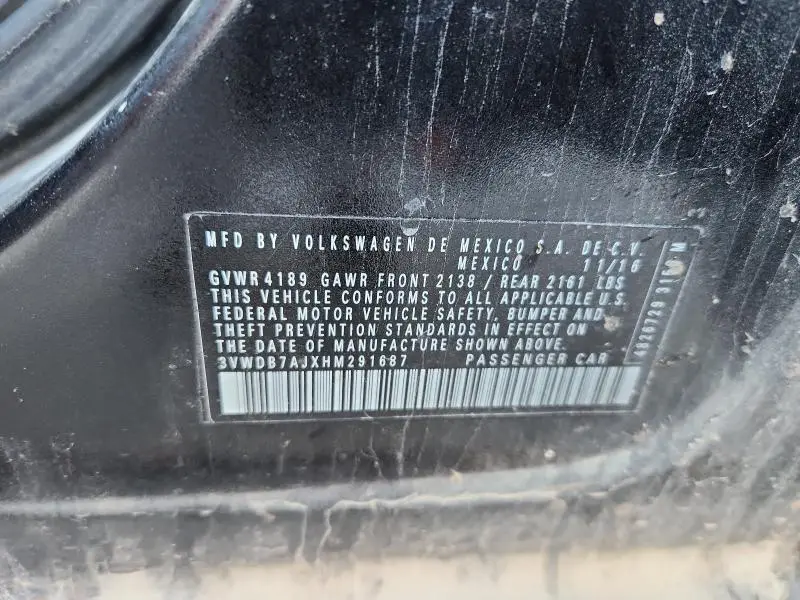 MFD BY VOLKSWAGEN DE MEXICO S.A. DE C.V.
MEXICO 11/16
GVWR 4189 GAWR FRONT 2138 / REAR 2161 LBS
THIS VEHICLE CONFORMS TO ALL APPLICABLE U.S.
FEDERAL MOTOR VEHICLE SAFETY, BUMPER AND
THEFT PREVENTION STANDARDS IN EFFECT ON
THE DATE OF MANUFACTURE SHOWN ABOVE.
3VWDB7AJXHM291687 PASSENGER CAR